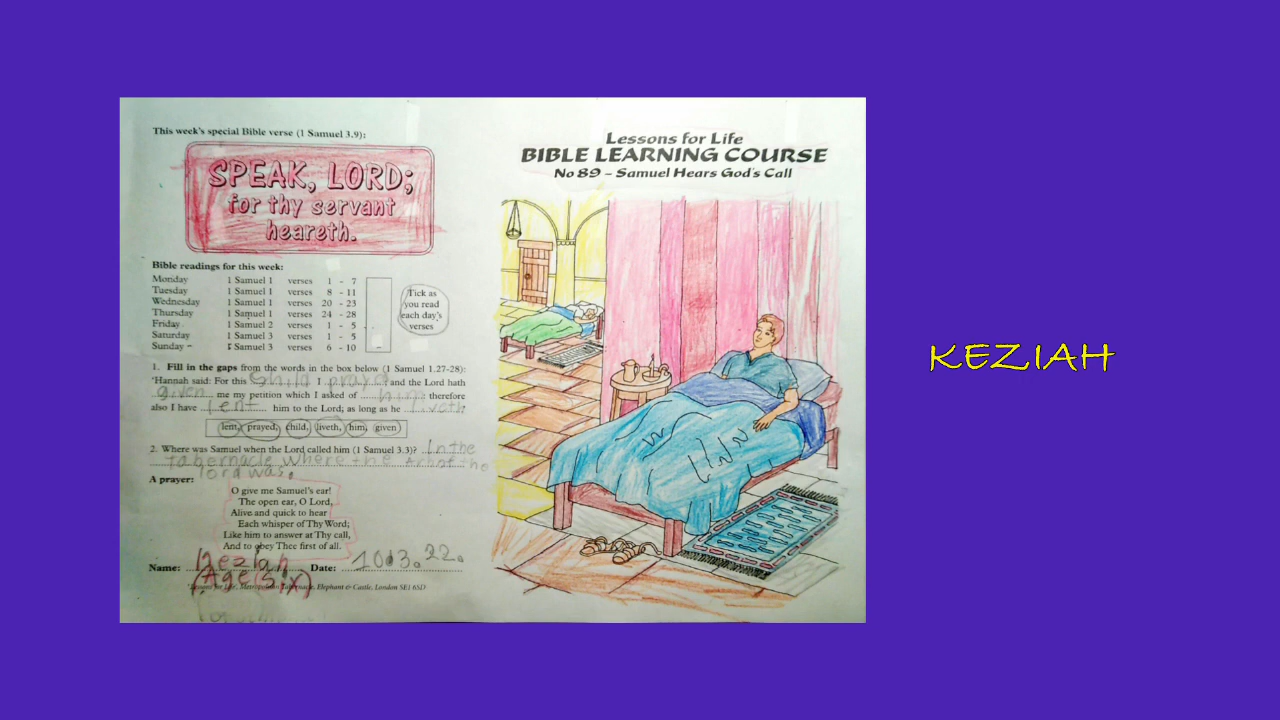 This week's special Bible verse (1 Samuel 3.9):
SPEAK, LORD;
for thy servant
heareth.
Bible readings for this week:
Monday 1 Samuel 1 verses 1 - 7
Tuesday 1 Samuel 1 verses 8 - 11
Wednesday 1 Samuel 1 verses 20 - 23
Thursday 1 Samuel 1 verses 24 - 28
Friday 1 Samuel 2 verses 1 - 5
Saturday 1 Samuel 3 verses 1 - 5
Sunday 1 Samuel 3 verses 6 - 10
Tick as
you read
each day's
verses
1. Fill in the gaps from the words in the box below (1 Samuel 1.27-28):
'Hannah said: For this child I prayd and the Lord hath
given me my petition which I asked of him: therefore
also I have lent him to the Lord; as long as he liveth
lent, prayed, child, liveth, him, given
2. Where was Samuel when the Lord called him (1 Samuel 3.3)? In the
tabernacle where the Ark of the
lord was.
A prayer:
O give me Samuel's ear!
The open ear, O Lord,
Alive and quick to hear
Each whisper of Thy Word;
Like him to answer at Thy call,
And to obey Thee first of all.
Name: Keziah Date: 10.3.22.
(Age Six)
Lessons for Life, Metropolitan Tabernacle, Elephant & Castle, London SE1 6SD
Lessons for Life
BIBLE LEARNING COURSE
No 89 – Samuel Hears God's Call
KEZIAH